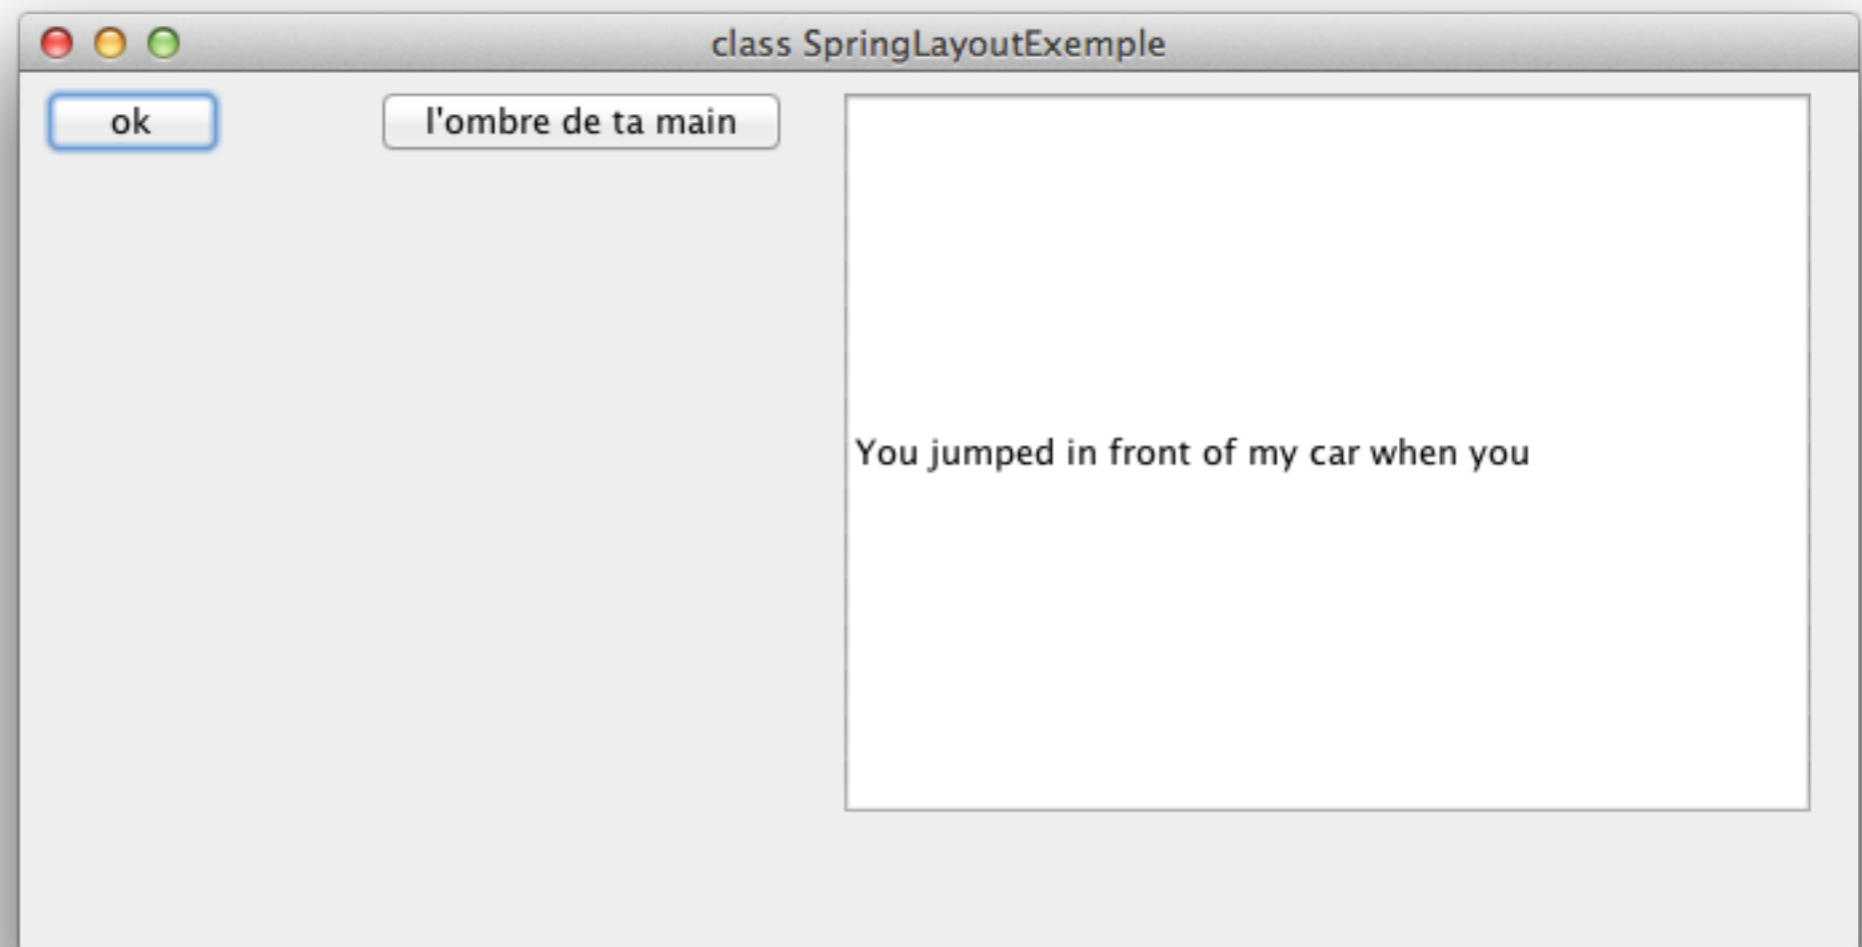 class SpringLayoutExemple
ok
l'ombre de ta main
You jumped in front of my car when you